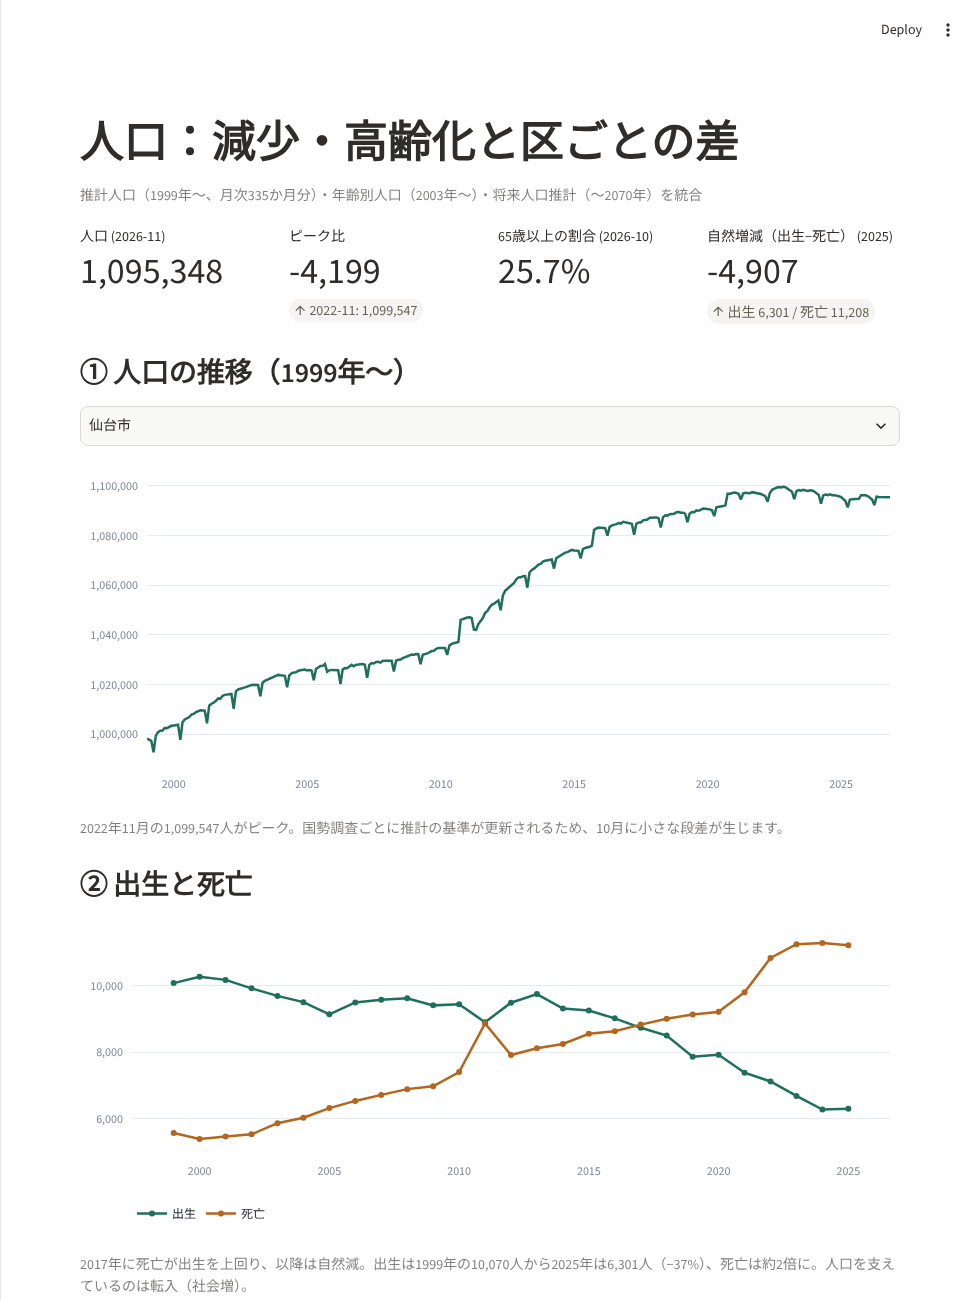 Deploy
人口：減少・高齢化と区ごとの差
推計人口（1999年〜、月次335か月分）・年齢別人口（2003年〜）・将来人口推計（〜2070年）を統合
人口 (2026-11)
1,095,348
ピーク比
-4,199
↑ 2022-11: 1,099,547
65歳以上の割合 (2026-10)
25.7%
自然増減（出生−死亡） (2025)
-4,907
↑ 出生 6,301 / 死亡 11,208
① 人口の推移（1999年〜）
仙台市
1,100,000
1,080,000
1,060,000
1,040,000
1,020,000
1,000,000
2000 2005 2010 2015 2020 2025
2022年11月の1,099,547人がピーク。国勢調査ごとに推計の基準が更新されるため、10月に小さな段差が生じます。
② 出生と死亡
10,000
8,000
6,000
2000 2005 2010 2015 2020 2025
出生 死亡
2017年に死亡が出生を上回り、以降は自然減。出生は1999年の10,070人から2025年は6,301人（−37%）、死亡は約2倍に。人口を支え
ているのは転入（社会増）。